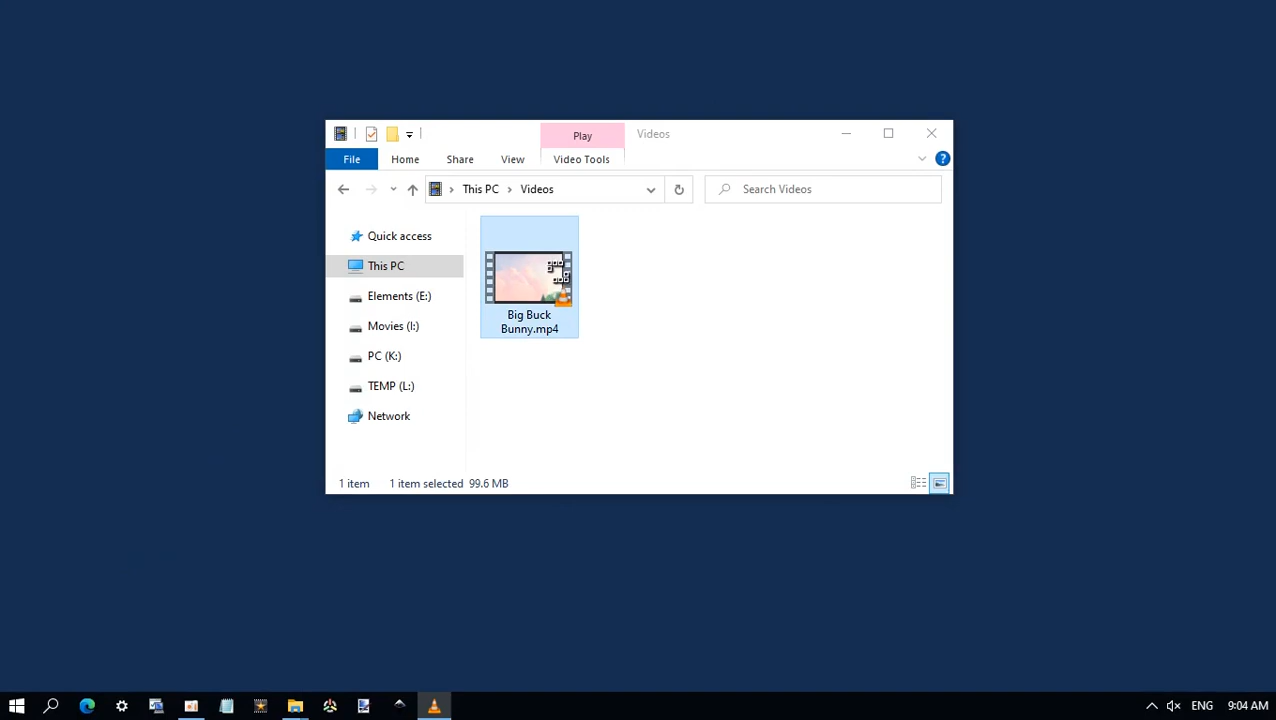 Play
Videos
File
Home
Share
View
Video Tools
This PC
Videos
Search Videos
Quick access
This PC
Elements (E:)
Movies (I:)
PC (K:)
TEMP (L:)
Network
Big Buck
Bunny.mp4
1 item
1 item selected 99.6 MB
ENG
9:04 AM